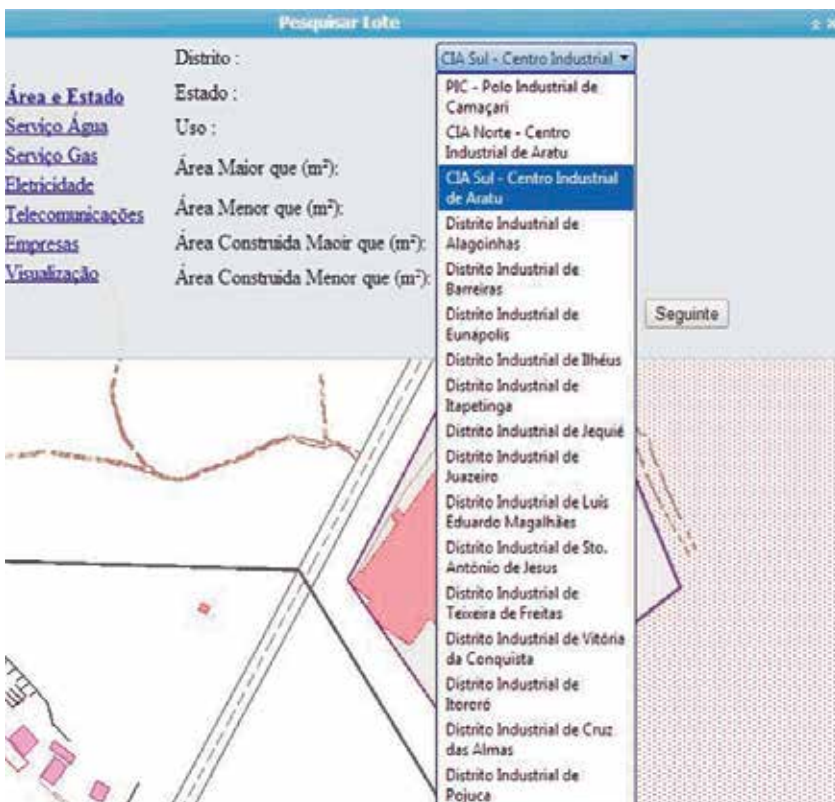 Pesquisar Lote
Distrito :
CIA Sul - Centro Industrial
Área e Estado
Serviço Água
Serviço Gas
Eletricidade
Telecomunicações
Empresas
Visualização
Estado :
Uso :
Área Maior que (m²):
Área Menor que (m²):
Área Construida Maoir que (m²):
Área Construida Menor que (m²):
PIC - Polo Industrial de
Camaçari
CIA Norte - Centro
Industrial de Aratu
CIA Sul - Centro Industrial
de Aratu
Distrito Industrial de
Alagoinhas
Distrito Industrial de
Barreiras
Distrito Industrial de
Eunápolis
Distrito Industrial de Ilhéus
Distrito Industrial de
Itapetinga
Distrito Industrial de Jequié
Distrito Industrial de
Juazeiro
Distrito Industrial de Luis
Eduardo Magalhães
Distrito Industrial de Sto.
Antônio de Jesus
Distrito Industrial de
Teixeira de Freitas
Distrito Industrial de Vitória
da Conquista
Distrito Industrial de
Itororó
Distrito Industrial de Cruz
das Almas
Distrito Industrial de
Pojuca
Seguinte